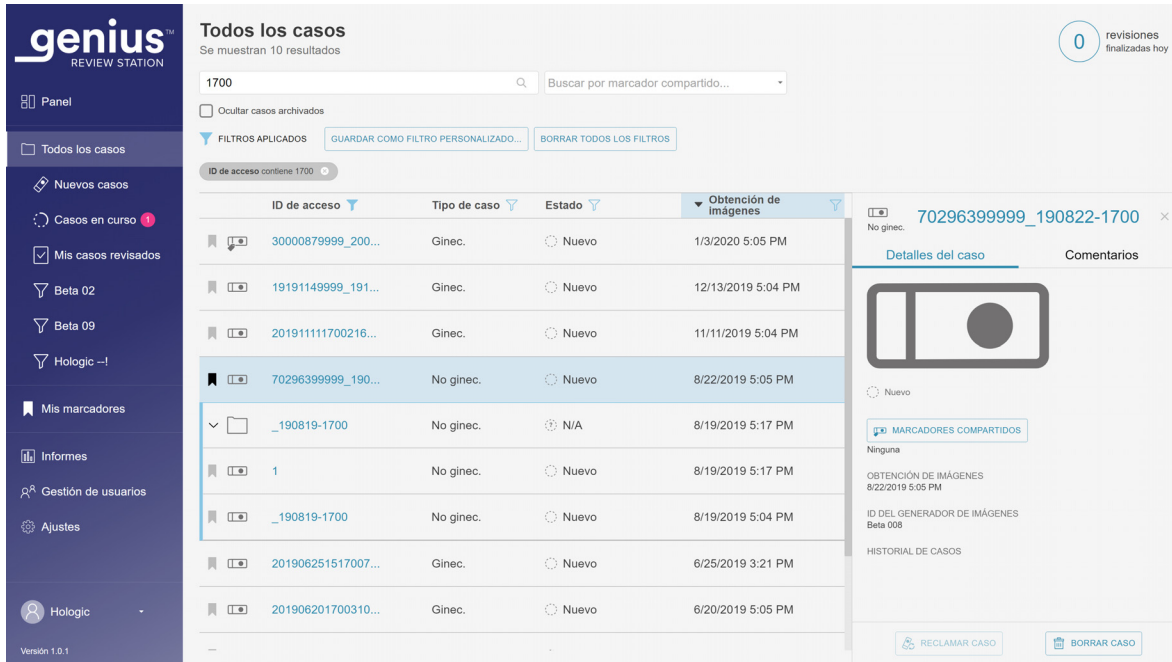 genius™
REVIEW STATION
Panel
Todos los casos
Nuevos casos
Casos en curso 1
Mis casos revisados
Beta 02
Beta 09
Hologic --!
Mis marcadores
Informes
Gestión de usuarios
Ajustes
Hologic
Versión 1.0.1
Todos los casos
Se muestran 10 resultados
0 revisiones
finalizadas hoy
1700
Buscar por marcador compartido...
Ocultar casos archivados
FILTROS APLICADOS GUARDAR COMO FILTRO PERSONALIZADO... BORRAR TODOS LOS FILTROS
ID de acceso contiene 1700
ID de acceso Tipo de caso Estado Obtención de
imágenes
30000879999_200... Ginec. Nuevo 1/3/2020 5:05 PM
19191149999_191... Ginec. Nuevo 12/13/2019 5:04 PM
201911111700216... Ginec. Nuevo 11/11/2019 5:04 PM
70296399999_190... No ginec. Nuevo 8/22/2019 5:05 PM
_190819-1700 No ginec. ? N/A 8/19/2019 5:17 PM
1 No ginec. Nuevo 8/19/2019 5:17 PM
_190819-1700 No ginec. Nuevo 8/19/2019 5:04 PM
201906251517007... Ginec. Nuevo 6/25/2019 3:21 PM
201906201700310... Ginec. Nuevo 6/20/2019 5:05 PM
No ginec.
70296399999_190822-1700
Detalles del caso Comentarios
Nuevo
MARCADORES COMPARTIDOS
Ninguna
OBTENCIÓN DE IMÁGENES
8/22/2019 5:05 PM
ID DEL GENERADOR DE IMÁGENES
Beta 008
HISTORIAL DE CASOS
RECLAMAR CASO BORRAR CASO